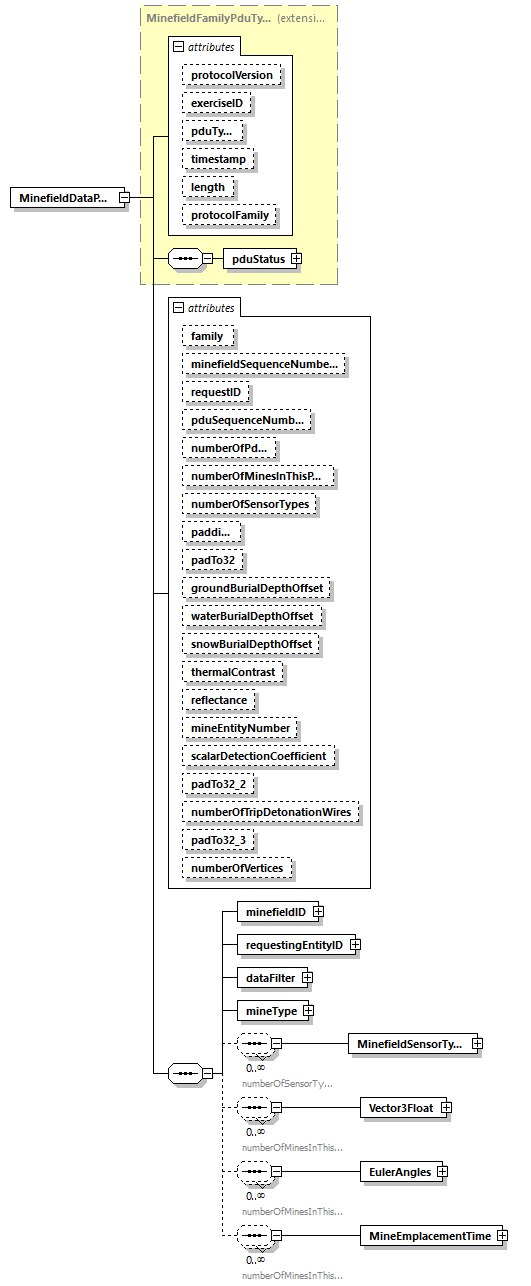 MinefieldFamilyPduTy... (extensi...
attributes
protocolVersion
exerciseID
pduTy...
timestamp
length
protocolFamily
MinefieldDataP...
pduStatus
attributes
family
minefieldSequenceNumbe...
requestID
pduSequenceNumb...
numberOfPd...
numberOfMinesInThisP...
numberOfSensorTypes
paddi...
padTo32
groundBurialDepthOffset
waterBurialDepthOffset
snowBurialDepthOffset
thermalContrast
reflectance
mineEntityNumber
scalarDetectionCoefficient
padTo32_2
numberOfTripDetonationWires
padTo32_3
numberOfVertices
minefieldID
requestingEntityID
dataFilter
mineType
MinefieldSensorTy...
0..∞
numberOfSensorTy...
Vector3Float
0..∞
numberOfMinesInThis...
EulerAngles
0..∞
numberOfMinesInThis...
MineEmplacementTime
0..∞
numberOfMinesInThis...